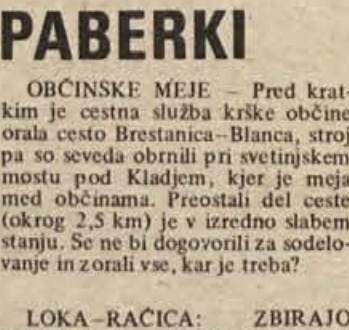 PABERKI
OBČINSKE MEJE – Pred krat-
kim je cestna služba krške občine
orala cesto Brestanica–Blanca, stroj
pa so seveda obrnili pri svetinjskem
mostu pod Kladjem, kjer je meja
med občinama. Preostali del ceste
(okrog 2,5 km) je v izredno slabem
stanju. Se ne bi dogovorili za sodelo-
vanje in zorali vse, kar je treba?
LOKA–RAČICA: ZBIRAJO